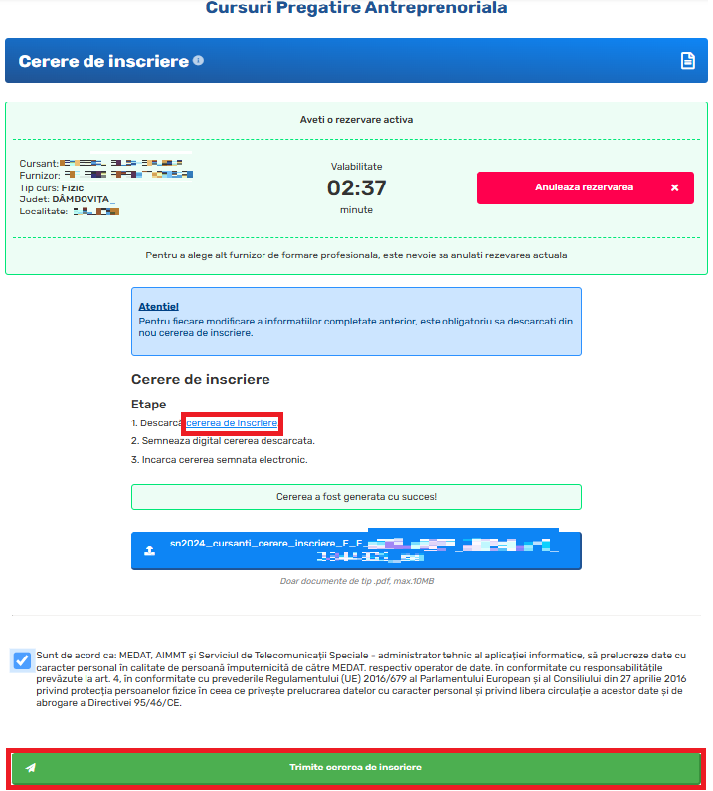 Cursuri Pregatire Antreprenoriala
Cerere de inscriere
Aveti o rezervare activa
Cursant:
Furnizor:
Tip curs: Fizic
Judet: DÂMBOVIȚA
Localitate:
Valabilitate
02:37
minute
Anuleaza rezervarea
Pentru a alege alt furnizor de formare profesionala, este nevoie sa anulati rezevarea actuala
Atentie!
Pentru fiecare modificare a informatiilor completate anterior, este obligatoriu sa descarcati din
nou cererea de inscriere.
Cerere de inscriere
Etape
1. Descarcă cererea de inscriere
2. Semneaza digital cererea descarcata.
3. Incarca cererea semnata electronic.
Cererea a fost generata cu succes!
sn2024_cursanti_cerere_inscriere_F_F_
Doar documente de tip .pdf, max.10MB
Sunt de acord ca: MEDAT, AIMMT și Serviciul de Telecomunicații Speciale - administrator tehnic al aplicației informatice, să prelucreze date cu
caracter personal în calitate de persoană împuternicită de către MEDAT, respectiv operator de date, în conformitate cu responsabilitățile
prevăzute la art. 4, în conformitate cu prevederile Regulamentului (UE) 2016/679 al Parlamentului European și al Consiliului din 27 aprilie 2016
privind protecția persoanelor fizice în ceea ce privește prelucrarea datelor cu caracter personal și privind libera circulație a acestor date și de
abrogare a Directivei 95/46/CE.
Trimite cererea de inscriere